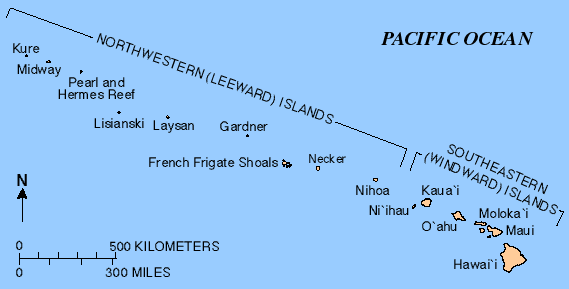 PACIFIC OCEAN
NORTHWESTERN (LEEWARD) ISLANDS
Kure
Midway
Pearl and
Hermes Reef
Lisianski
Laysan
Gardner
French Frigate Shoals
Necker
Nihoa
SOUTHEASTERN
(WINDWARD) ISLANDS
Kaua`i
Ni`ihau
O`ahu
Moloka`i
Maui
Hawai`i
N
0 500 KILOMETERS
0 300 MILES